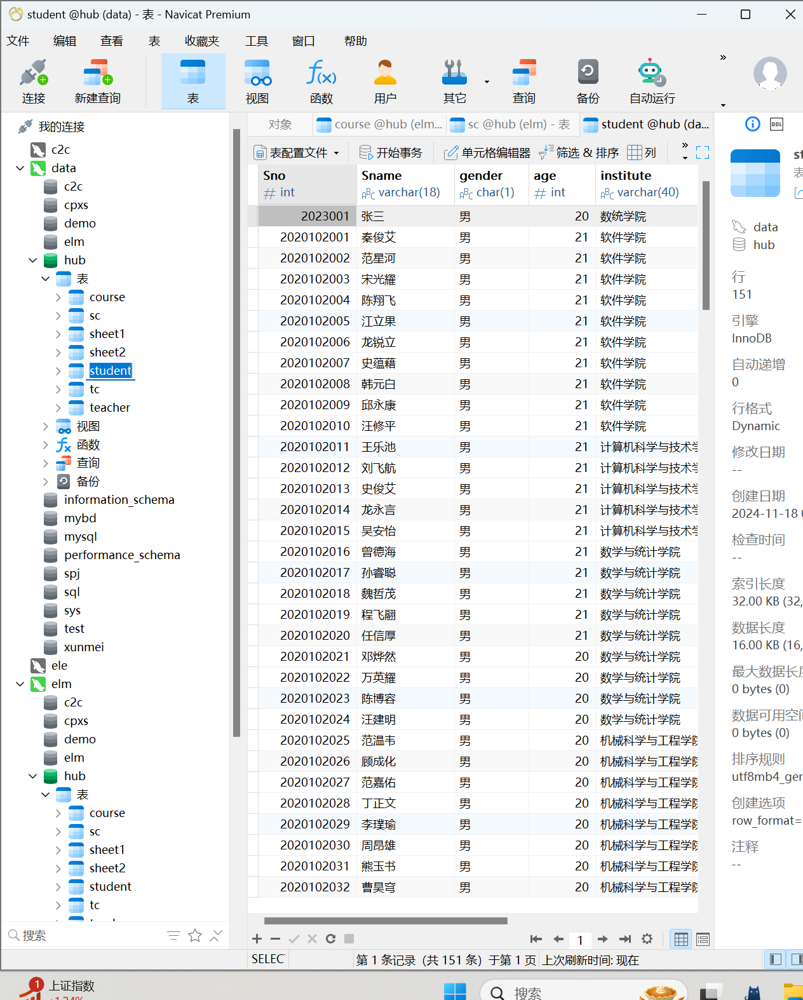 student @hub (data) - 表 - Navicat Premium
文件 编辑 查看 表 收藏夹 工具 窗口 帮助
连接 新建查询 表 视图 函数 用户 其它 查询 备份 自动运行
我的连接
c2c
data
c2c
cpxs
demo
elm
hub
表
course
sc
sheet1
sheet2
student
tc
teacher
视图
函数
查询
备份
information_schema
mybd
mysql
performance_schema
spj
sql
sys
test
xunmei
ele
elm
c2c
cpxs
demo
elm
hub
表
course
sc
sheet1
sheet2
student
tc
搜索
对象 course @hub (elm... sc @hub (elm) - 表 student @hub (da...
表配置文件 开始事务 单元格编辑器 筛选 & 排序 列
Sno Sname gender age institute
# int ABC varchar(18) ABC char(1) # int ABC varchar(40)
2023001 张三 男 20 数统学院
2020102001 秦俊艾 男 21 软件学院
2020102002 范星河 男 21 软件学院
2020102003 宋光耀 男 21 软件学院
2020102004 陈翔飞 男 21 软件学院
2020102005 江立果 男 21 软件学院
2020102006 龙锐立 男 21 软件学院
2020102007 史蕴藉 男 21 软件学院
2020102008 韩元白 男 21 软件学院
2020102009 邱永康 男 21 软件学院
2020102010 汪修平 男 21 软件学院
2020102011 王乐池 男 21 计算机科学与技术学
2020102012 刘飞航 男 21 计算机科学与技术学
2020102013 史俊艾 男 21 计算机科学与技术学
2020102014 龙永言 男 21 计算机科学与技术学
2020102015 吴安怡 男 21 计算机科学与技术学
2020102016 曾德海 男 21 数学与统计学院
2020102017 孙睿聪 男 21 数学与统计学院
2020102018 魏哲茂 男 21 数学与统计学院
2020102019 程飞翮 男 21 数学与统计学院
2020102020 任信厚 男 21 数学与统计学院
2020102021 邓烨然 男 20 数学与统计学院
2020102022 万英耀 男 20 数学与统计学院
2020102023 陈博容 男 20 数学与统计学院
2020102024 汪建明 男 20 数学与统计学院
2020102025 范温韦 男 20 机械科学与工程学院
2020102026 顾成化 男 20 机械科学与工程学院
2020102027 范嘉佑 男 20 机械科学与工程学院
2020102028 丁正文 男 20 机械科学与工程学院
2020102029 李璞瑜 男 20 机械科学与工程学院
2020102030 周昂雄 男 20 机械科学与工程学院
2020102031 熊玉书 男 20 机械科学与工程学院
2020102032 曹昊穹 男 20 机械科学与工程学院
1
SELEC 第 1 条记录（共 151 条）于第 1 页 上次刷新时间: 现在
DDL
st
表
data
hub
行
151
引擎
InnoDB
自动递增
0
行格式
Dynamic
修改日期
--
创建日期
2024-11-18
检查时间
--
索引长度
32.00 KB (32,
数据长度
16.00 KB (16,
最大数据长度
0 bytes (0)
数据可用空间
0 bytes (0)
排序规则
utf8mb4_ger
创建选项
row_format=
注释
--
1
上证指数
搜索